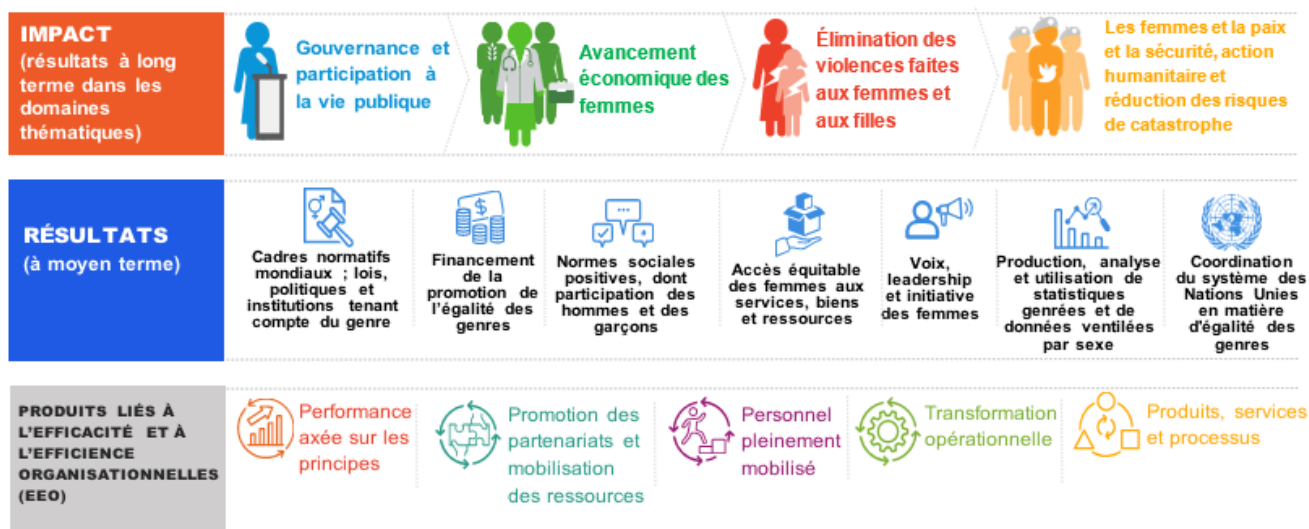 IMPACT
(résultats à long
terme dans les
domaines
thématiques)
Gouvernance et
participation à
la vie publique
Avancement
économique des
femmes
Élimination des
violences faites
aux femmes et
aux filles
Les femmes et la paix
et la sécurité, action
humanitaire et
réduction des risques
de catastrophe
RÉSULTATS
(à moyen terme)
Cadres normatifs
mondiaux ; lois,
politiques et
institutions tenant
compte du genre
$
Financement
de la
promotion de
l'égalité des
genres
Normes sociales
positives, dont
participation des
hommes et des
garçons
Accès équitable
des femmes aux
services, biens
et ressources
Voix,
leadership
et initiative
des femmes
Production, analyse
et utilisation de
statistiques
genrées et de
données ventilées
par sexe
Coordination
du système des
Nations Unies
en matière
d'égalité des
genres
PRODUITS LIÉS À
L'EFFICACITÉ ET À
L'EFFICIENCE
ORGANISATIONNELLES
(EEO)
Performance
axée sur les
principes
Promotion des
partenariats et
mobilisation
des ressources
Personnel
pleinement
mobilisé
Transformation
opérationnelle
Produits, services
et processus